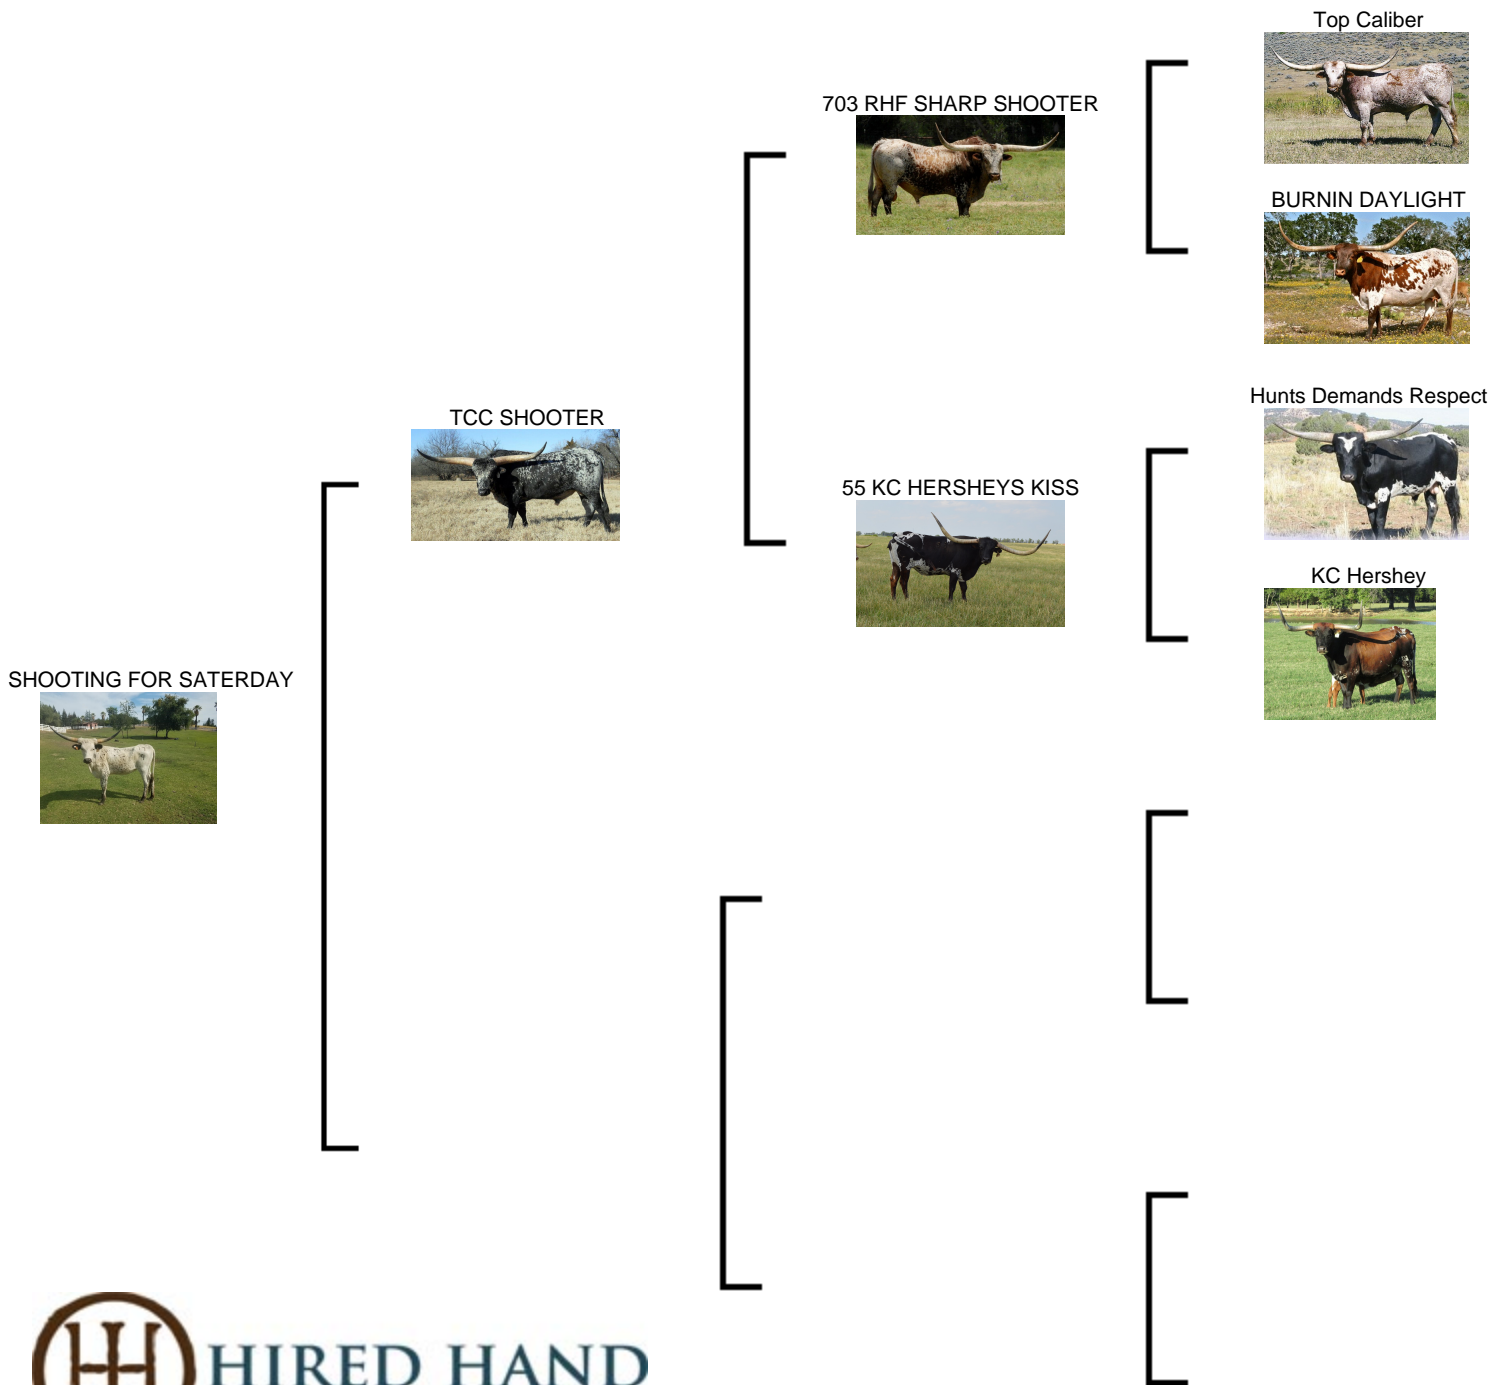 Top Caliber
703 RHF SHARP SHOOTER
BURNIN DAYLIGHT
TCC SHOOTER
Hunts Demands Respect
55 KC HERSHEYS KISS
KC Hershey
SHOOTING FOR SATERDAY
HIRED HAND